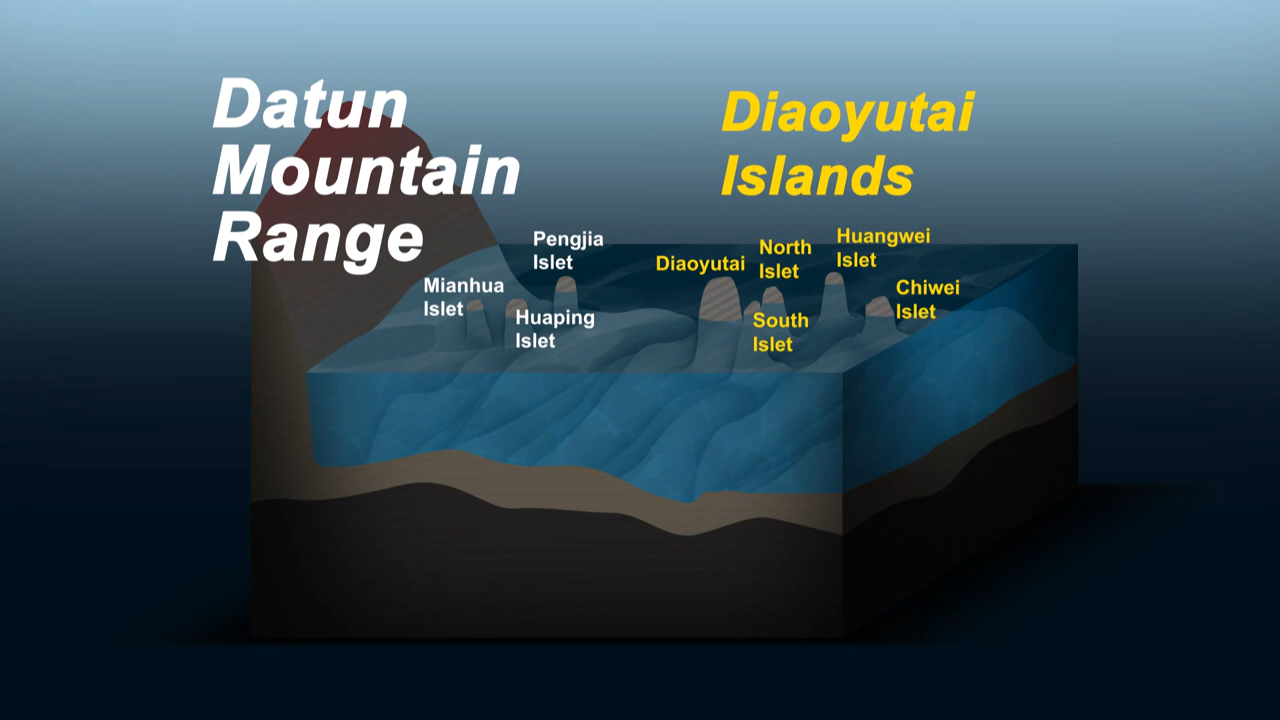 Datun
Mountain
Range
Diaoyutai
Islands
Pengjia
Islet
Mianhua
Islet
Huaping
Islet
Diaoyutai
North
Islet
South
Islet
Huangwei
Islet
Chiwei
Islet